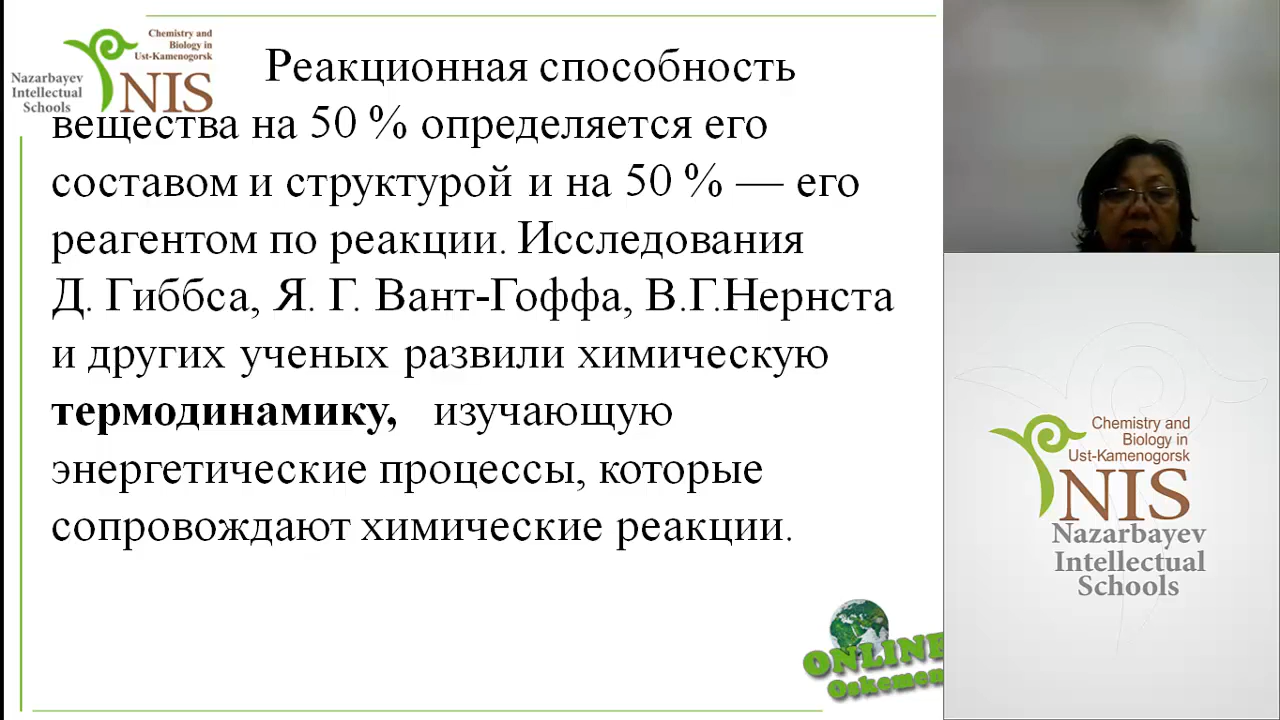 Chemistry and
Biology in
Ust-Kamenogorsk
Nazarbayev
Intellectual
Schools
NIS
Реакционная способность
вещества на 50 % определяется его
составом и структурой и на 50 % — его
реагентом по реакции. Исследования
Д. Гиббса, Я. Г. Вант-Гоффа, В.Г.Нернста
и других ученых развили химическую
термодинамику, изучающую
энергетические процессы, которые
сопровождают химические реакции.
ONLINE
Oskemen
Chemistry and
Biology in
Ust-Kamenogorsk
NIS
Nazarbayev
Intellectual
Schools